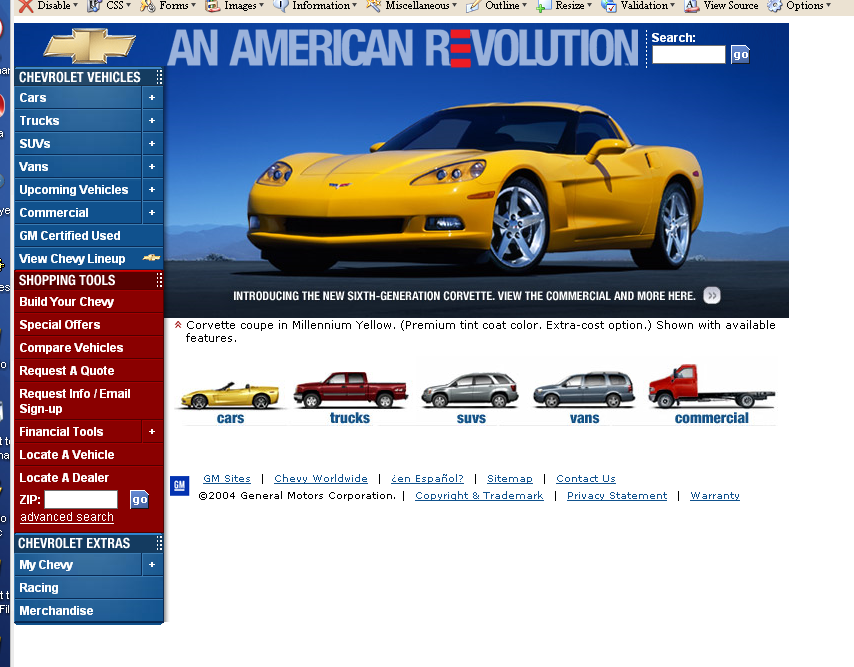 Disable CSS Forms Images Information Miscellaneous Outline Resize Validation View Source Options
AN AMERICAN REVOLUTION
Search:
go
CHEVROLET VEHICLES
Cars +
Trucks +
SUVs +
Vans +
Upcoming Vehicles +
Commercial +
GM Certified Used
View Chevy Lineup
SHOPPING TOOLS
Build Your Chevy
Special Offers
Compare Vehicles
Request A Quote
Request Info / Email
Sign-up
Financial Tools +
Locate A Vehicle
Locate A Dealer
ZIP: go
advanced search
CHEVROLET EXTRAS
My Chevy +
Racing
Merchandise
INTRODUCING THE NEW SIXTH-GENERATION CORVETTE. VIEW THE COMMERCIAL AND MORE HERE. »
Corvette coupe in Millennium Yellow. (Premium tint coat color. Extra-cost option.) Shown with available
features.
cars trucks suvs vans commercial
GM
GM Sites | Chevy Worldwide | ¿en Español? | Sitemap | Contact Us
©2004 General Motors Corporation. | Copyright & Trademark | Privacy Statement | Warranty